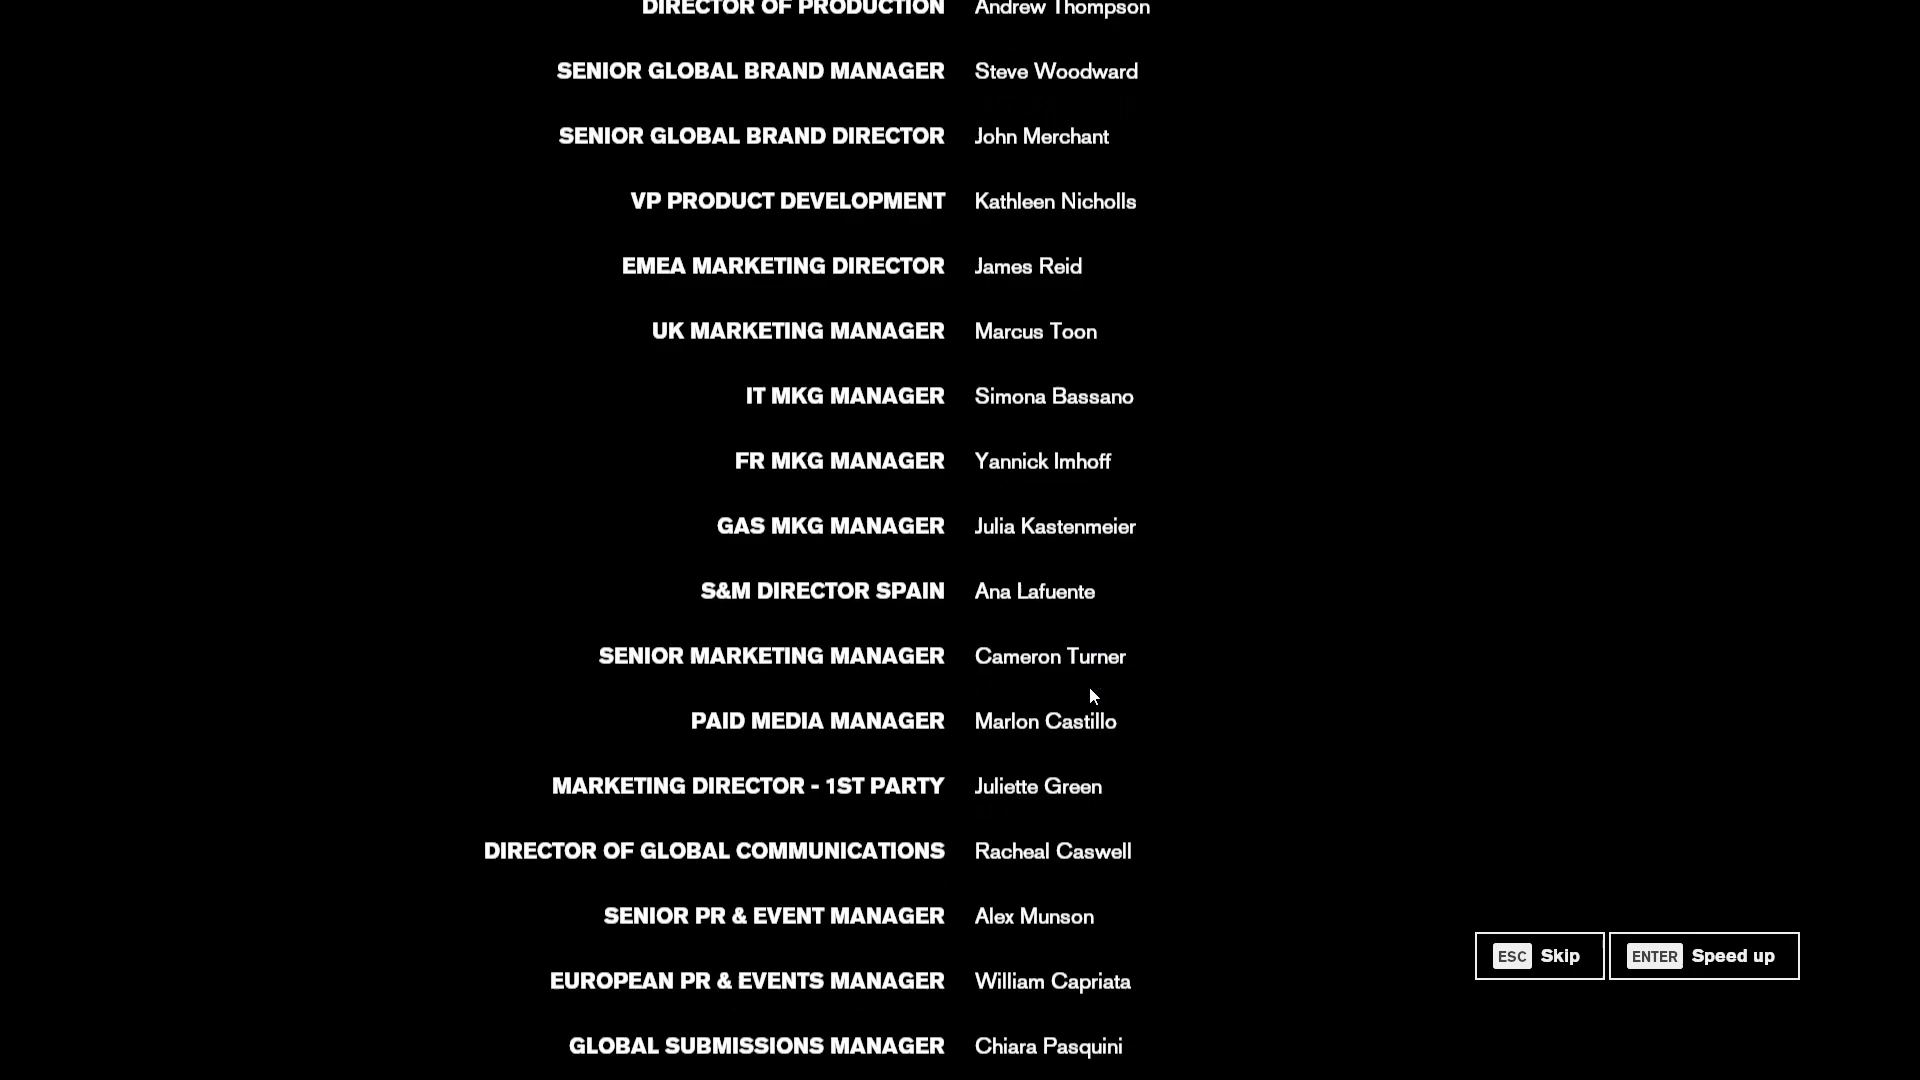 DIRECTOR OF PRODUCTION Andrew Thompson
SENIOR GLOBAL BRAND MANAGER Steve Woodward
SENIOR GLOBAL BRAND DIRECTOR John Merchant
VP PRODUCT DEVELOPMENT Kathleen Nicholls
EMEA MARKETING DIRECTOR James Reid
UK MARKETING MANAGER Marcus Toon
IT MKG MANAGER Simona Bassano
FR MKG MANAGER Yannick Imhoff
GAS MKG MANAGER Julia Kastenmeier
S&M DIRECTOR SPAIN Ana Lafuente
SENIOR MARKETING MANAGER Cameron Turner
PAID MEDIA MANAGER Marlon Castillo
MARKETING DIRECTOR - 1ST PARTY Juliette Green
DIRECTOR OF GLOBAL COMMUNICATIONS Racheal Caswell
SENIOR PR & EVENT MANAGER Alex Munson
ESC Skip ENTER Speed up
EUROPEAN PR & EVENTS MANAGER William Capriata
GLOBAL SUBMISSIONS MANAGER Chiara Pasquini